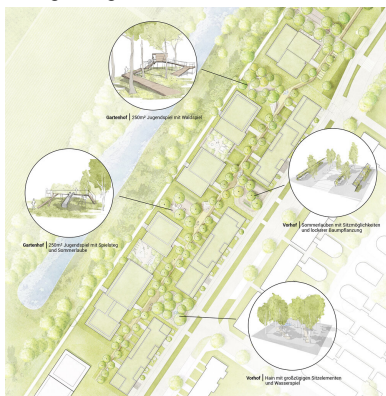 Gartenhof | 350m² Jugendspiel mit Waldspiel
Gartenhof | 250m² Jugendspiel mit Spielsteg
und Sommerlaube
Vorhof | Sommerlauben mit Sitzmöglichkeiten
und lockerer Baumpflanzung
Vorhof | Hain mit großzügigen Sitzelementen
und Wasserspiel